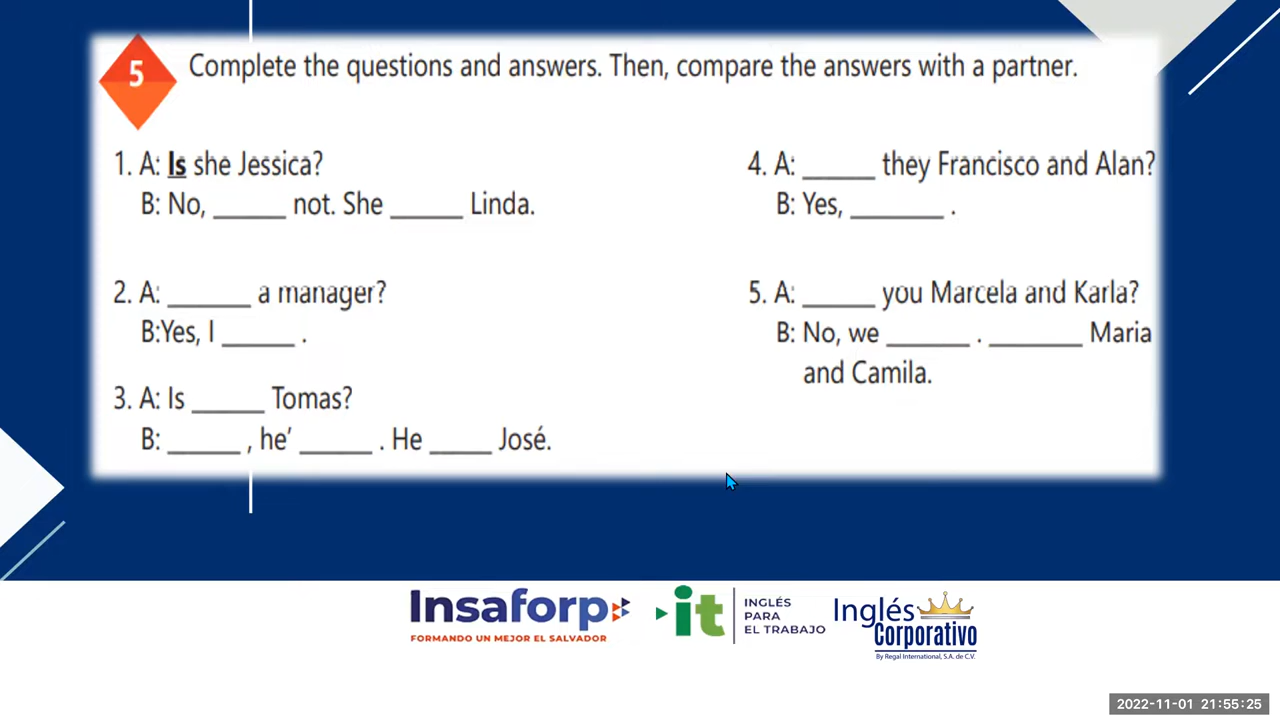 5
Complete the questions and answers. Then, compare the answers with a partner.
1. A: Is she Jessica?
B: No, ______ not. She ______ Linda.
2. A: _______ a manager?
B:Yes, I ______ .
3. A: Is ______ Tomas?
B: ______ , he’ ______ . He _____ José.
4. A: ______ they Francisco and Alan?
B: Yes, ________ .
5. A: ______ you Marcela and Karla?
B: No, we _______ . ________ Maria
and Camila.
Insaforp
FORMANDO UN MEJOR EL SALVADOR
it
INGLÉS
PARA
EL TRABAJO
Inglés
Corporativo
By Regal International, S.A. de C.V.
2022-11-01 21:55:25